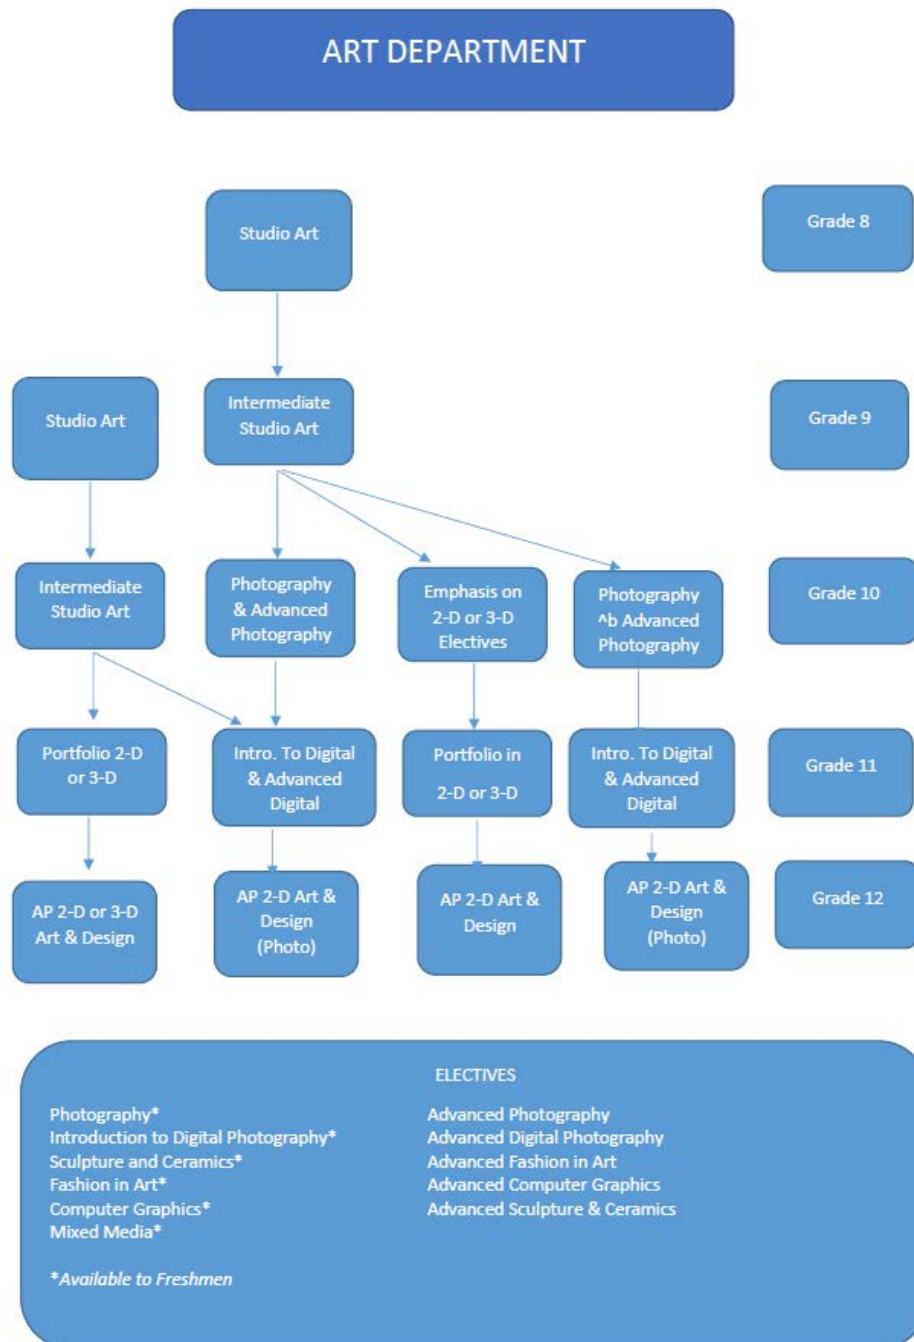 ART DEPARTMENT
Studio Art
Grade 8
Studio Art
Intermediate
Studio Art
Grade 9
Intermediate
Studio Art
Photography
& Advanced
Photography
Emphasis on
2-D or 3-D
Electives
Photography
^b Advanced
Photography
Grade 10
Portfolio 2-D
or 3-D
Intro. To Digital
& Advanced
Digital
Portfolio in
2-D or 3-D
Intro. To Digital
& Advanced
Digital
Grade 11
AP 2-D or 3-D
Art & Design
AP 2-D Art &
Design
(Photo)
AP 2-D Art &
Design
AP 2-D Art &
Design
(Photo)
Grade 12
ELECTIVES
Photography*
Introduction to Digital Photography*
Sculpture and Ceramics*
Fashion in Art*
Computer Graphics*
Mixed Media*
*Available to Freshmen
Advanced Photography
Advanced Digital Photography
Advanced Fashion in Art
Advanced Computer Graphics
Advanced Sculpture & Ceramics